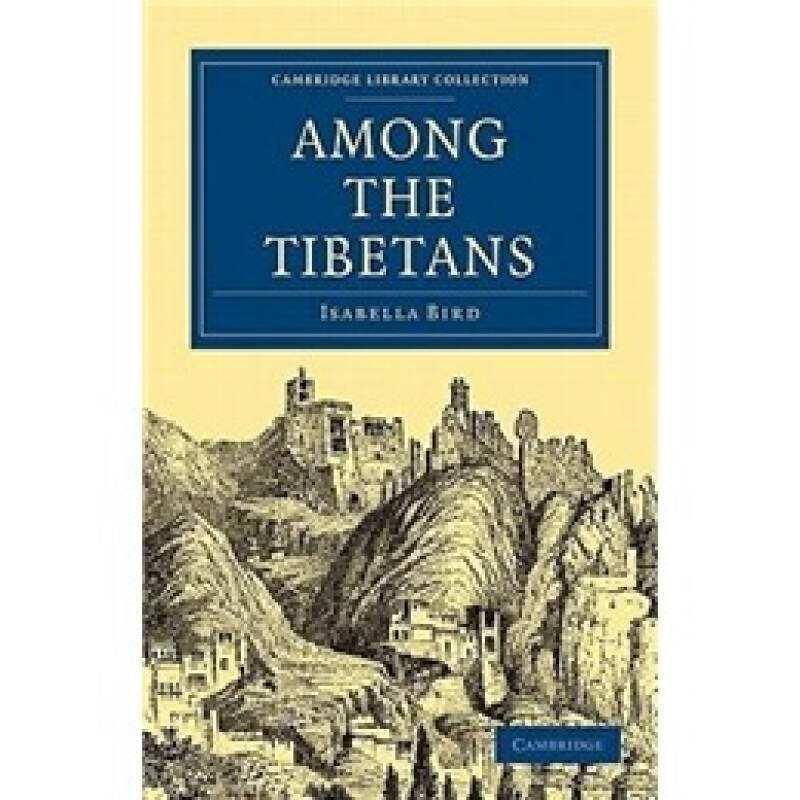 CAMBRIDGE LIBRARY COLLECTION
AMONG
THE
TIBETANS
ISABELLA BIRD
CAMBRIDGE